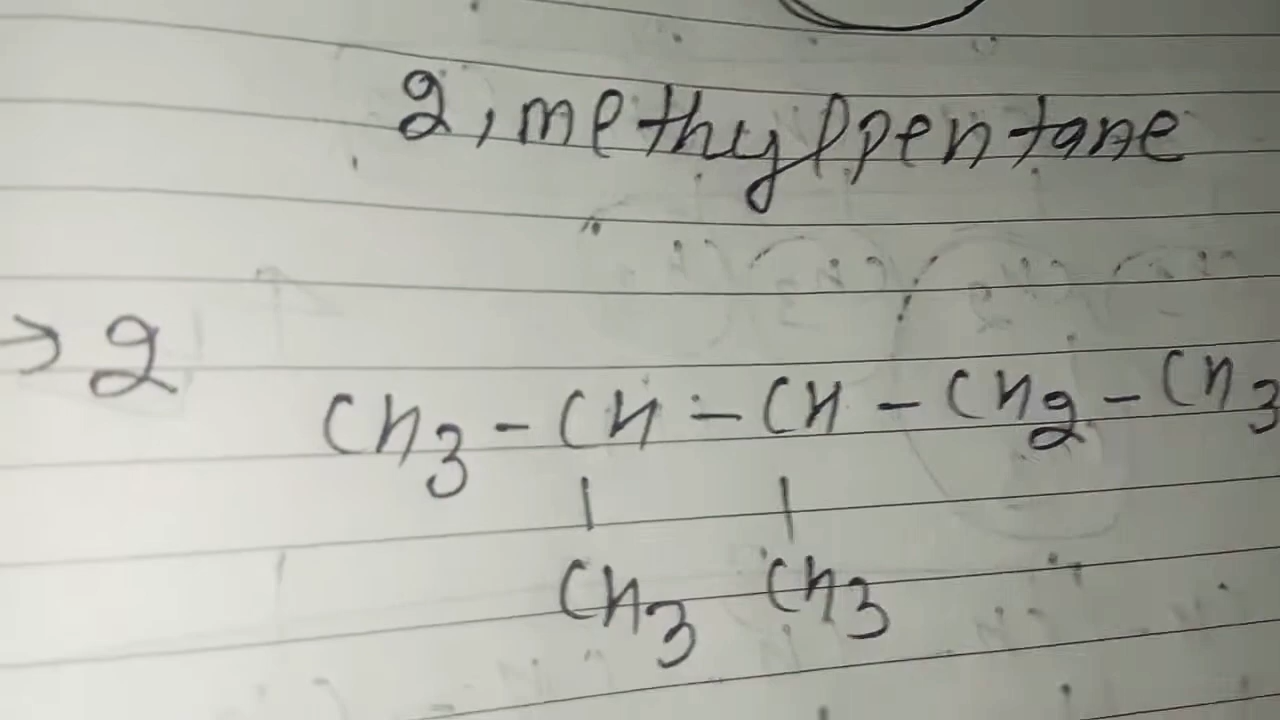 2, methylpentane
→ 2
CH3 - CH - CH - CH2 - CH3
| |
CH3 CH3